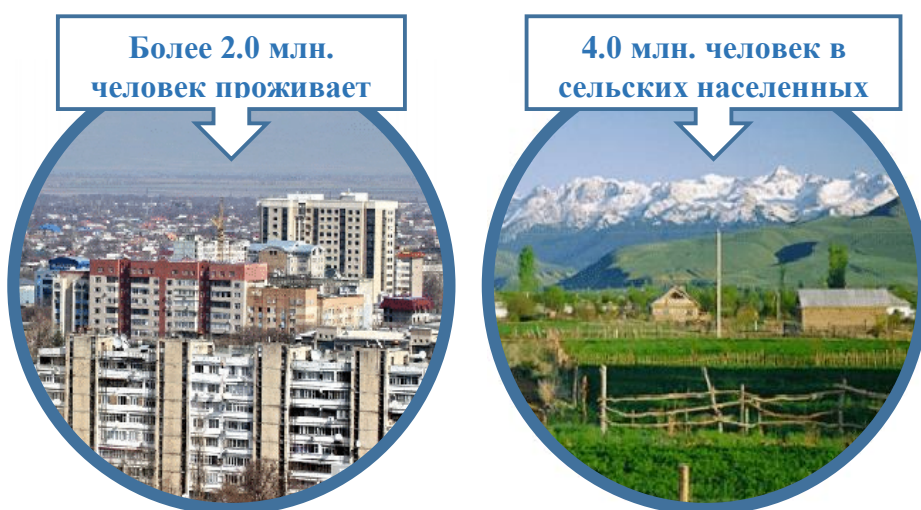 Более 2.0 млн.
человек проживает
4.0 млн. человек в
сельских населенных